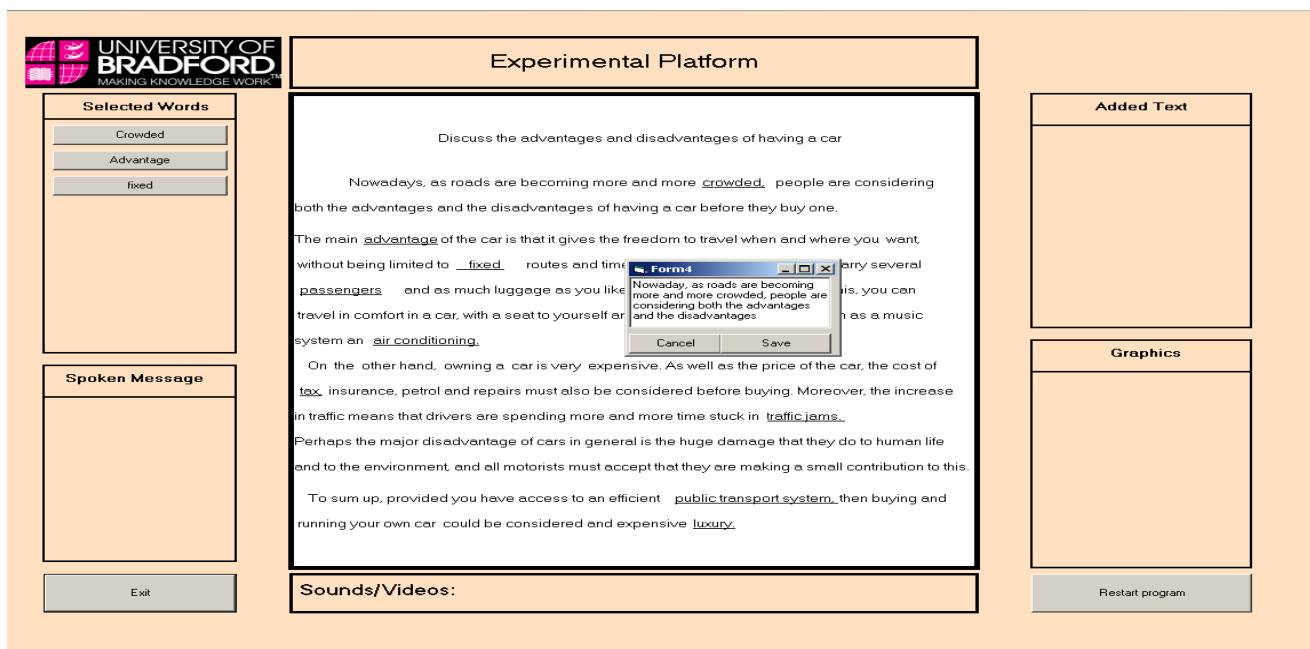 UNIVERSITY OF
BRADFORD
MAKING KNOWLEDGE WORK™
Experimental Platform
Selected Words
Crowded
Advantage
fixed
Spoken Message
Exit
Discuss the advantages and disadvantages of having a car
Nowadays, as roads are becoming more and more crowded, people are considering
both the advantages and the disadvantages of having a car before they buy one.
The main advantage of the car is that it gives the freedom to travel when and where you want,
without being limited to fixed routes and arry several
passengers and as much luggage as you like is, you can
travel in comfort in a car, with a seat to yourself as a music
system an air conditioning.
On the other hand, owning a car is very expensive. As well as the price of the car, the cost of
tax, insurance, petrol and repairs must also be considered before buying. Moreover, the increase
in traffic means that drivers are spending more and more time stuck in traffic jams.
Perhaps the major disadvantage of cars in general is the huge damage that they do to human life
and to the environment, and all motorists must accept that they are making a small contribution to this.
To sum up, provided you have access to an efficient public transport system, then buying and
running your own car could be considered and expensive luxury.
Form4
Nowaday, as roads are becoming
more and more crowded, people are
considering both the advantages
and the disadvantages
Cancel Save
Sounds/Videos:
Added Text
Graphics
Restart program